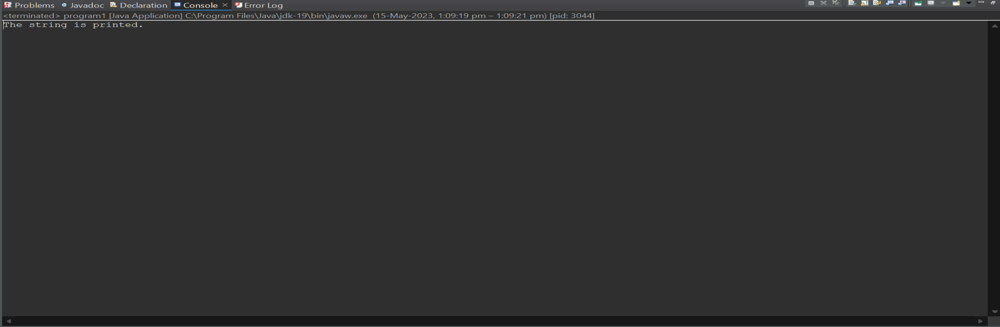 Problems Javadoc Declaration Console Error Log
<terminated> program1 [Java Application] C:\Program Files\Java\jdk-19\bin\javaw.exe (15-May-2023, 1:09:19 pm – 1:09:21 pm) [pid: 3044]
The string is printed.